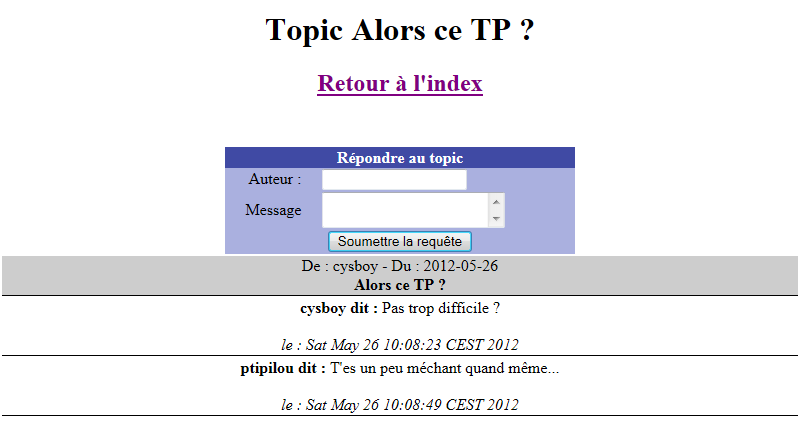 Topic Alors ce TP ?
Retour à l'index
Répondre au topic
Auteur :
Message
Soumettre la requête
De : cysboy - Du : 2012-05-26
Alors ce TP ?
cysboy dit : Pas trop difficile ?
le : Sat May 26 10:08:23 CEST 2012
ptipilou dit : T'es un peu méchant quand même...
le : Sat May 26 10:08:49 CEST 2012